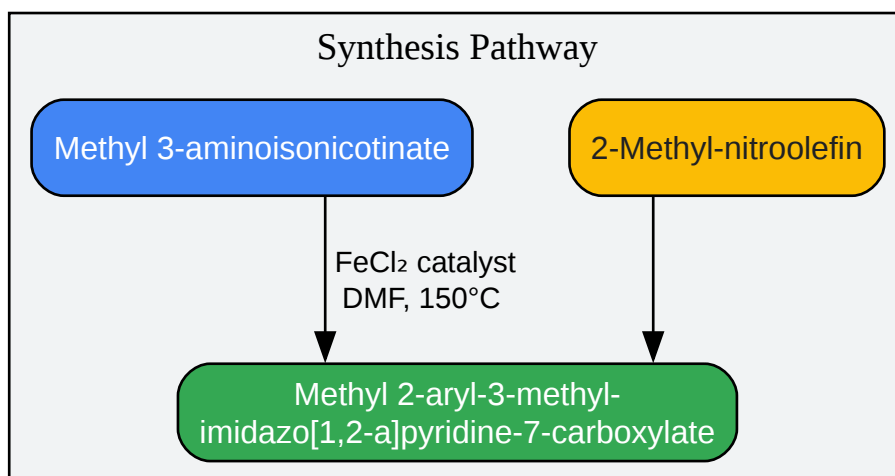 Synthesis Pathway
Methyl 3-aminoisonicotinate
2-Methyl-nitroolefin
FeCl₂ catalyst
DMF, 150°C
Methyl 2-aryl-3-methyl-
imidazo[1,2-a]pyridine-7-carboxylate